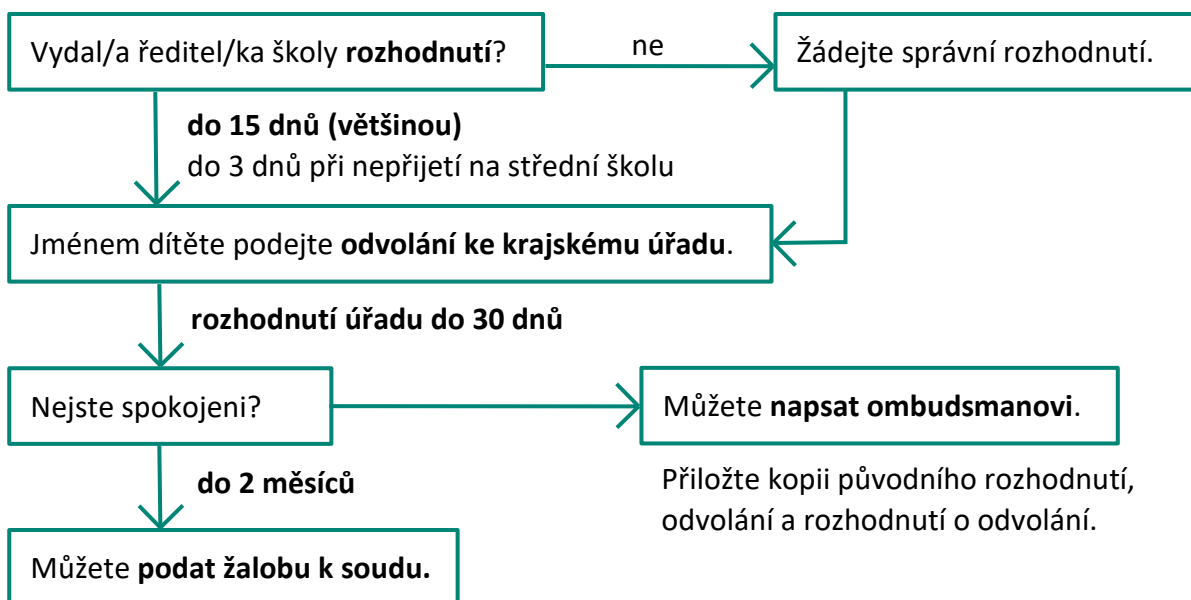 Vydal/a ředitel/ka školy rozhodnutí?
ne
Žádejte správní rozhodnutí.
do 15 dnů (většinou)
do 3 dnů při nepřijetí na střední školu
Jménem dítěte podejte odvolání ke krajskému úřadu.
rozhodnutí úřadu do 30 dnů
Nejste spokojeni?
Můžete napsat ombudsmanovi.
Přiložte kopii původního rozhodnutí,
odvolání a rozhodnutí o odvolání.
do 2 měsíců
Můžete podat žalobu k soudu.